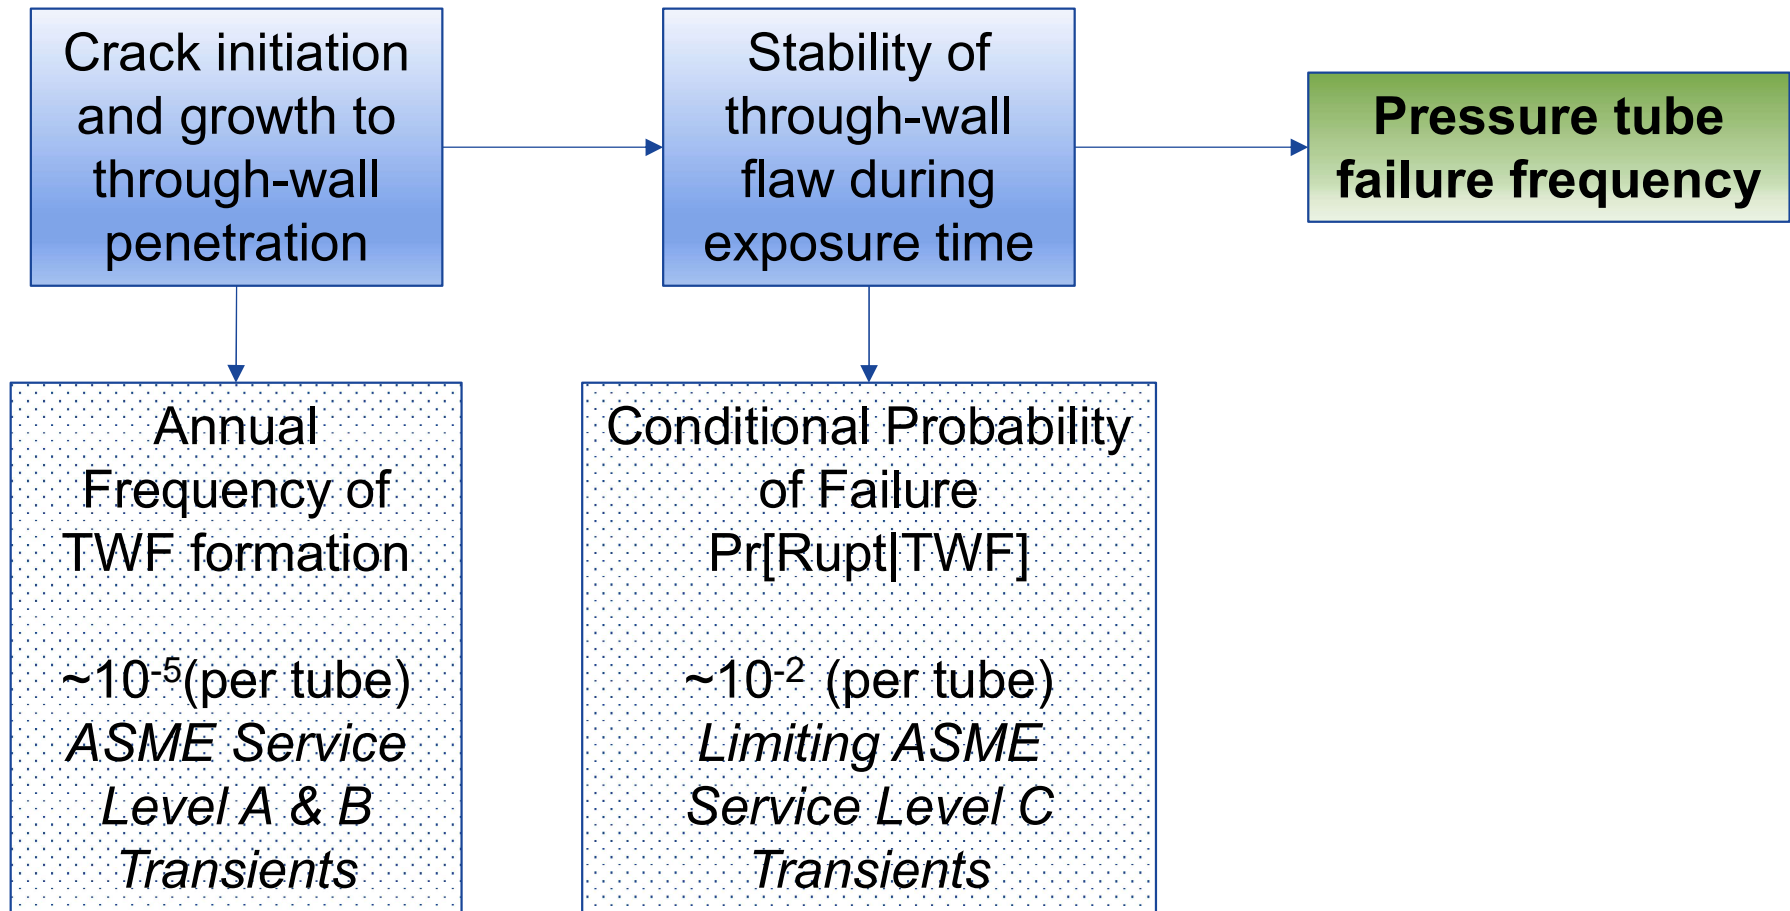 Crack initiation
and growth to
through-wall
penetration
Stability of
through-wall
flaw during
exposure time
Pressure tube
failure frequency
Annual
Frequency of
TWF formation
~10⁻⁵(per tube)
ASME Service
Level A & B
Transients
Conditional Probability
of Failure
Pr[Rupt|TWF]
~10⁻² (per tube)
Limiting ASME
Service Level C
Transients